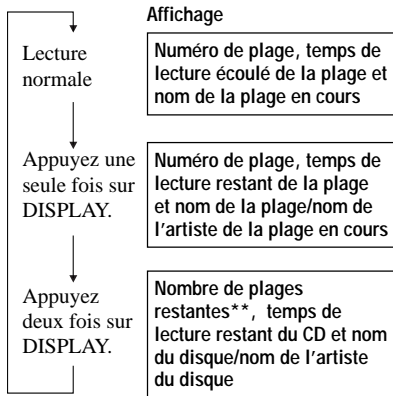 Affichage
Lecture
normale
Numéro de plage, temps de
lecture écoulé de la plage et
nom de la plage en cours
Appuyez une
seule fois sur
DISPLAY.
Numéro de plage, temps de
lecture restant de la plage
et nom de la plage/nom de
l'artiste de la plage en cours
Appuyez
deux fois sur
DISPLAY.
Nombre de plages
restantes**, temps de
lecture restant du CD et nom
du disque/nom de l'artiste
du disque